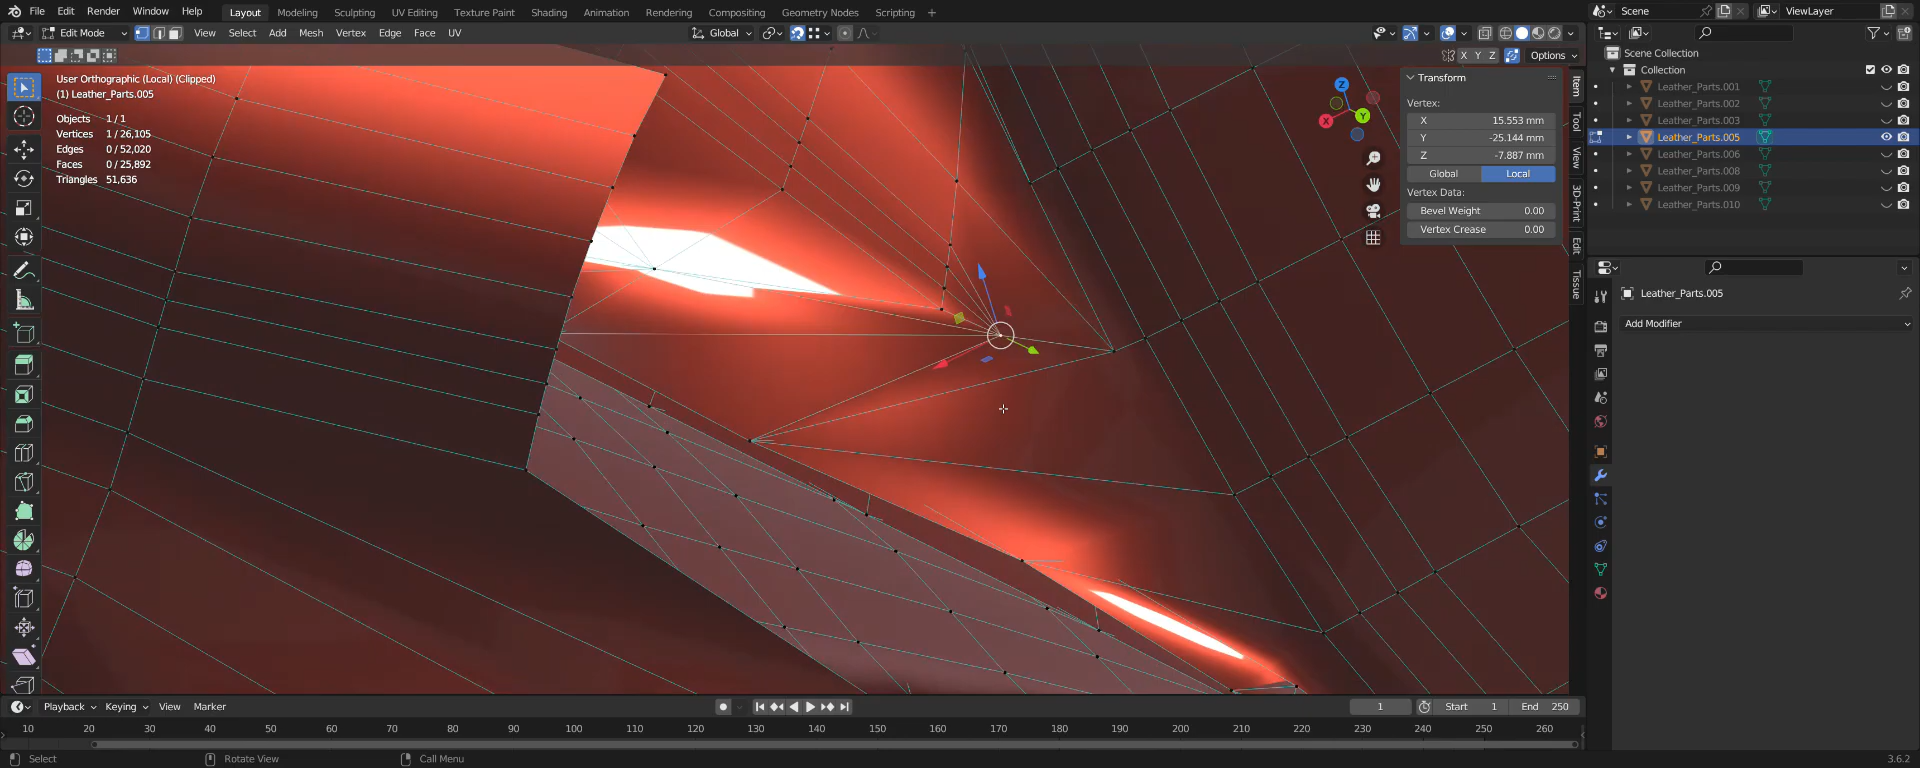 File Edit Render Window Help Layout Modeling Sculpting UV Editing Texture Paint Shading Animation Rendering Compositing Geometry Nodes Scripting + Scene ViewLayer
Edit Mode View Select Add Mesh Vertex Edge Face UV Global
X Y Z Options
User Orthographic (Local) (Clipped)
(1) Leather_Parts.005
Objects 1 / 1
Vertices 1 / 26,105
Edges 0 / 52,020
Faces 0 / 25,892
Triangles 51,636
Z
X
Y
Transform
Vertex:
X 15.553 mm
Y -25.144 mm
Z -7.887 mm
Global Local
Vertex Data:
Bevel Weight 0.00
Vertex Crease 0.00
Item
Tool
View
3D-Print
Edit
Tissue
Scene Collection
Collection
Leather_Parts.001
Leather_Parts.002
Leather_Parts.003
Leather_Parts.005
Leather_Parts.006
Leather_Parts.008
Leather_Parts.009
Leather_Parts.010
Leather_Parts.005
Add Modifier
Playback Keying View Marker 1 Start 1 End 250
10 20 30 40 50 60 70 80 90 100 110 120 130 140 150 160 170 180 190 200 210 220 230 240 250 260
Select Rotate View Call Menu 3.6.2